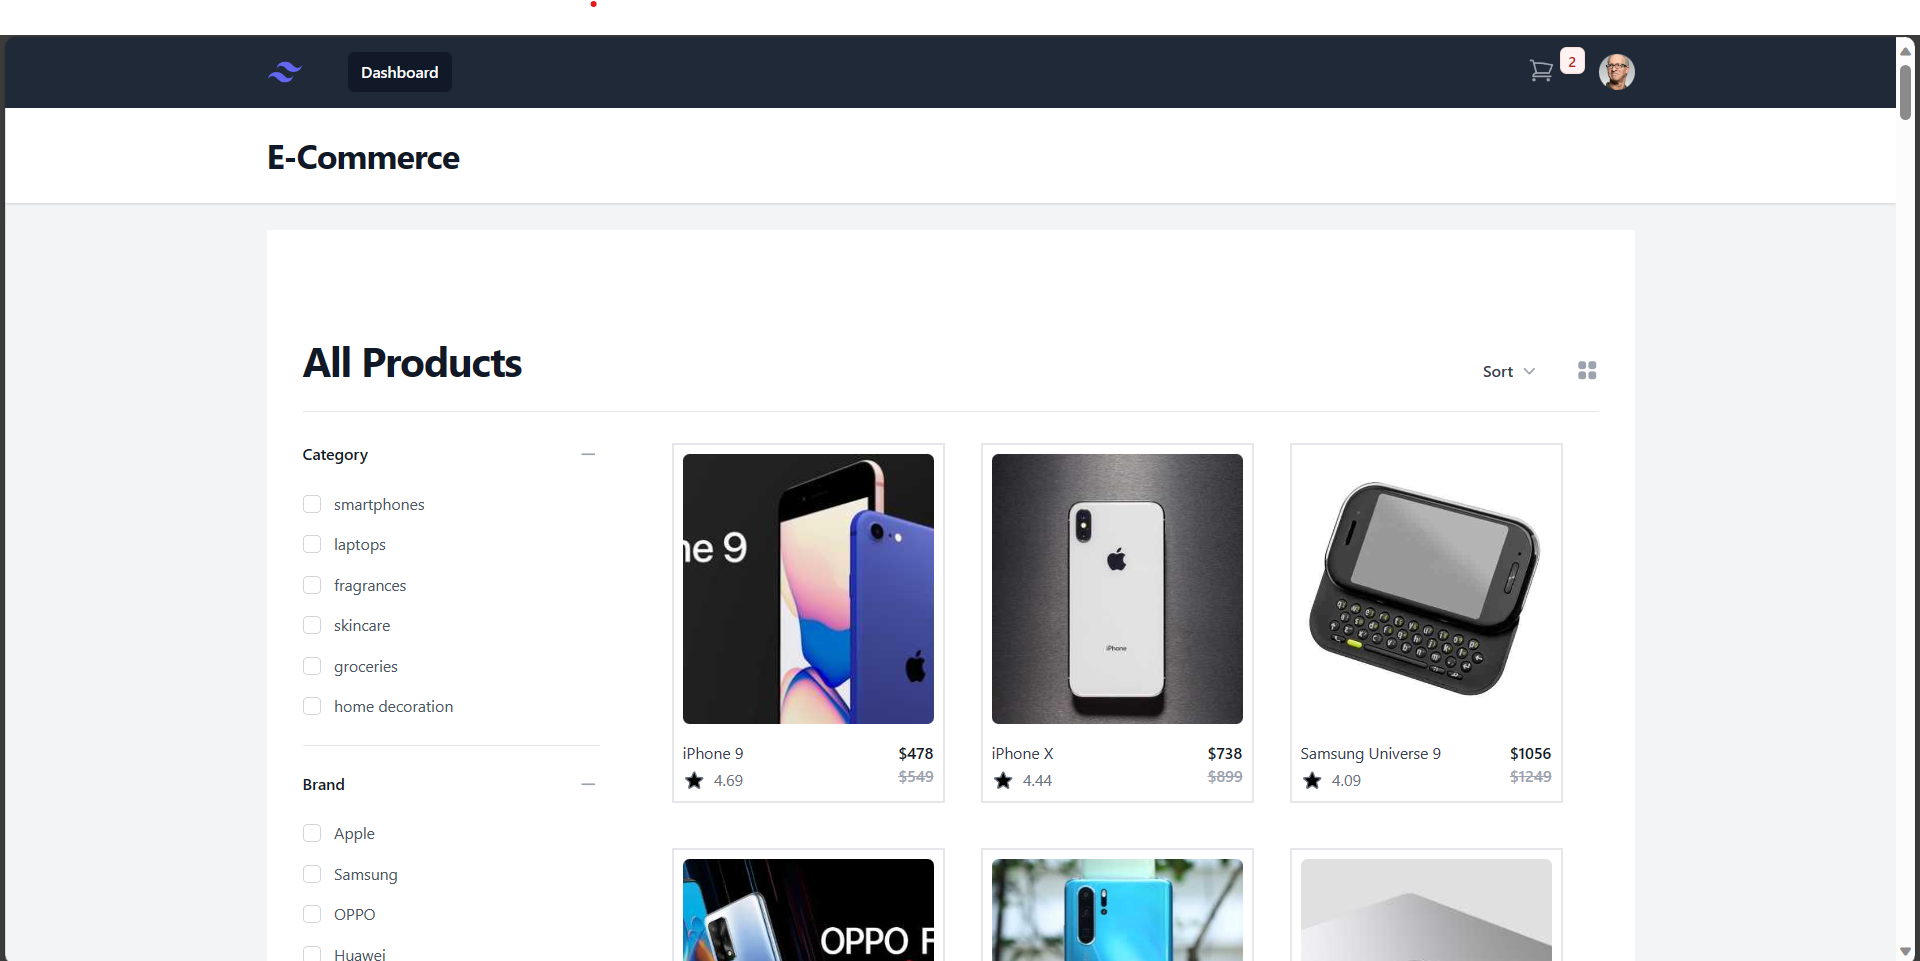 Dashboard
2
E-Commerce
All Products
Sort
Category
smartphones
laptops
fragrances
skincare
groceries
home decoration
Brand
Apple
Samsung
OPPO
Huawei
ne 9
iPhone 9 $478
4.69 $549
iPhone
iPhone X $738
4.44 $899
Samsung Universe 9 $1056
4.09 $1249
OPPO F